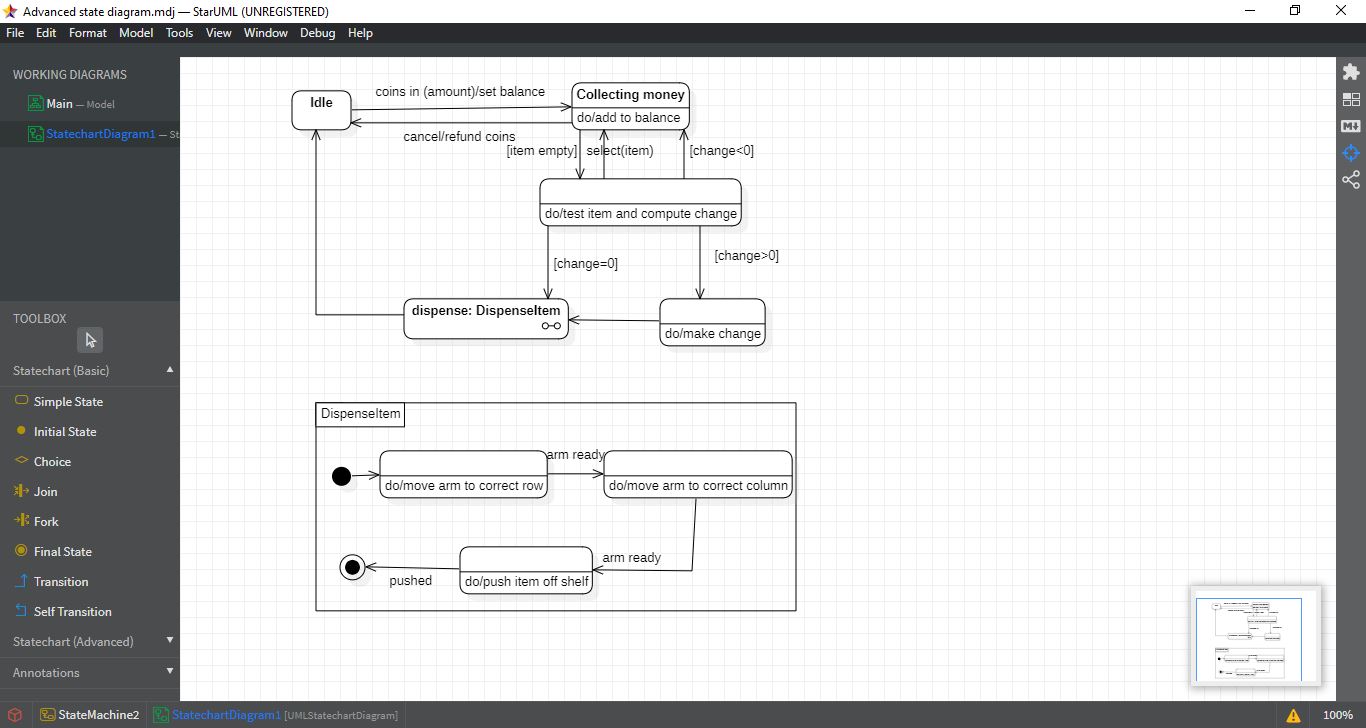 Advanced state diagram.mdj — StarUML (UNREGISTERED)
File Edit Format Model Tools View Window Debug Help
WORKING DIAGRAMS
Main — Model
StatechartDiagram1 — St
TOOLBOX
Statechart (Basic)
Simple State
Initial State
Choice
Join
Fork
Final State
Transition
Self Transition
Statechart (Advanced)
Annotations
Idle
coins in (amount)/set balance
Collecting money
do/add to balance
cancel/refund coins
[item empty] select(item) [change<0]
do/test item and compute change
[change=0]
[change>0]
dispense: DispenseItem
do/make change
DispenseItem
do/move arm to correct row
arm ready
do/move arm to correct column
arm ready
do/push item off shelf
pushed
M
StateMachine2 StatechartDiagram1 [UMLStatechartDiagram] 100%